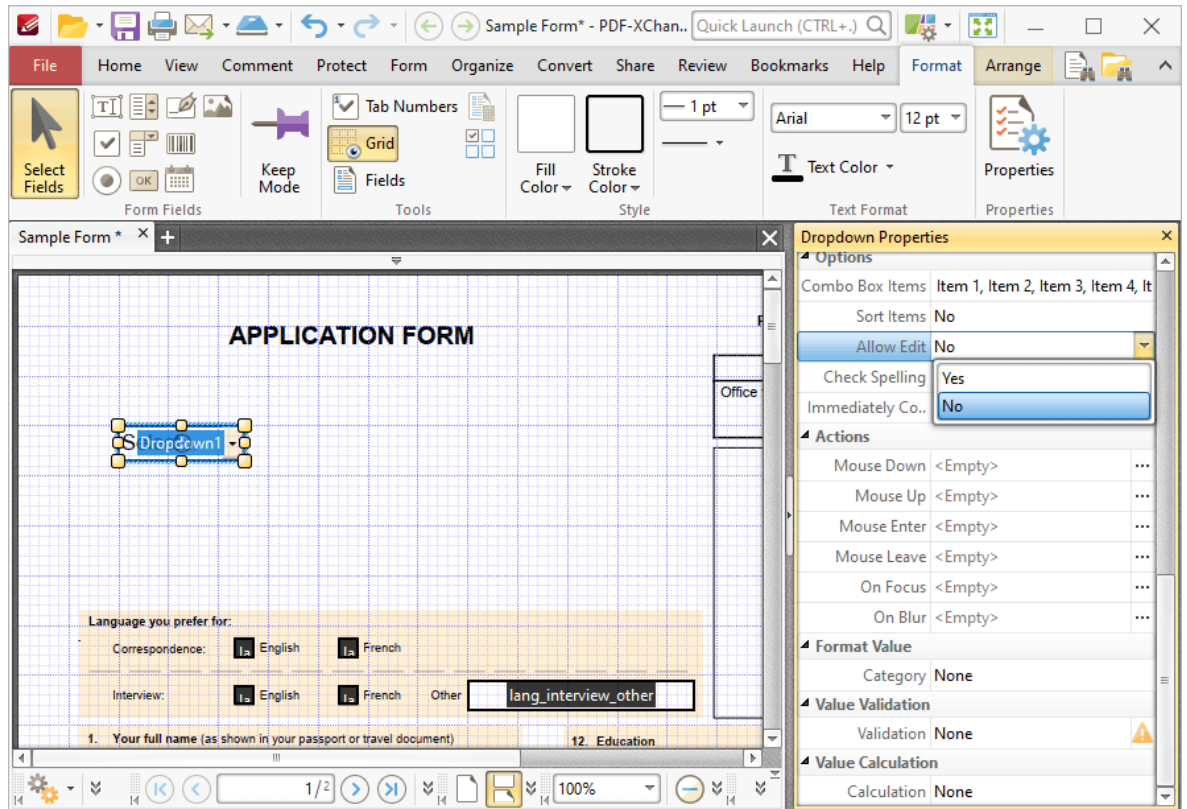 Sample Form* - PDF-XChan.. Quick Launch (CTRL+.)
File Home View Comment Protect Form Organize Convert Share Review Bookmarks Help Format Arrange
Select Fields
OK
Keep Mode
Form Fields
Tab Numbers
Grid
Fields
Tools
Fill Color
Stroke Color
1 pt
Style
Arial 12 pt
T Text Color
Text Format
Properties
Properties
Sample Form *
Dropdown Properties
Options
Combo Box Items Item 1, Item 2, Item 3, Item 4, It
Sort Items No
Allow Edit No
Check Spelling Yes
Immediately Co.. No
Actions
Mouse Down <Empty> ...
Mouse Up <Empty> ...
Mouse Enter <Empty> ...
Mouse Leave <Empty> ...
On Focus <Empty> ...
On Blur <Empty> ...
Format Value
Category None
Value Validation
Validation None
Value Calculation
Calculation None
APPLICATION FORM
Office
Dropdown1
Language you prefer for:
Correspondence: English French
Interview: English French Other lang_interview_other
1. Your full name (as shown in your passport or travel document)
12. Education
1/2
100%